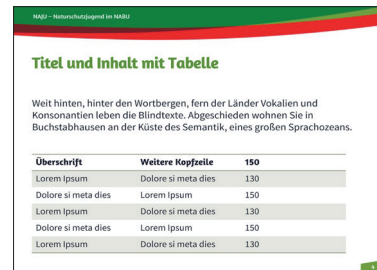 NAJU – Naturschutzjugend im NABU
Titel und Inhalt mit Tabelle
Weit hinten, hinter den Wortbergen, fern der Länder Vokalien und
Konsonantien leben die Blindtexte. Abgeschieden wohnen Sie in
Buchstabhausen an der Küste des Semantik, eines großen Sprachozeans.
Überschrift Weitere Kopfzeile 150
Lorem Ipsum Dolore si meta dies 130
Dolore si meta dies Lorem Ipsum 150
Lorem Ipsum Dolore si meta dies 130
Dolore si meta dies Lorem Ipsum 150
Lorem Ipsum Dolore si meta dies 130